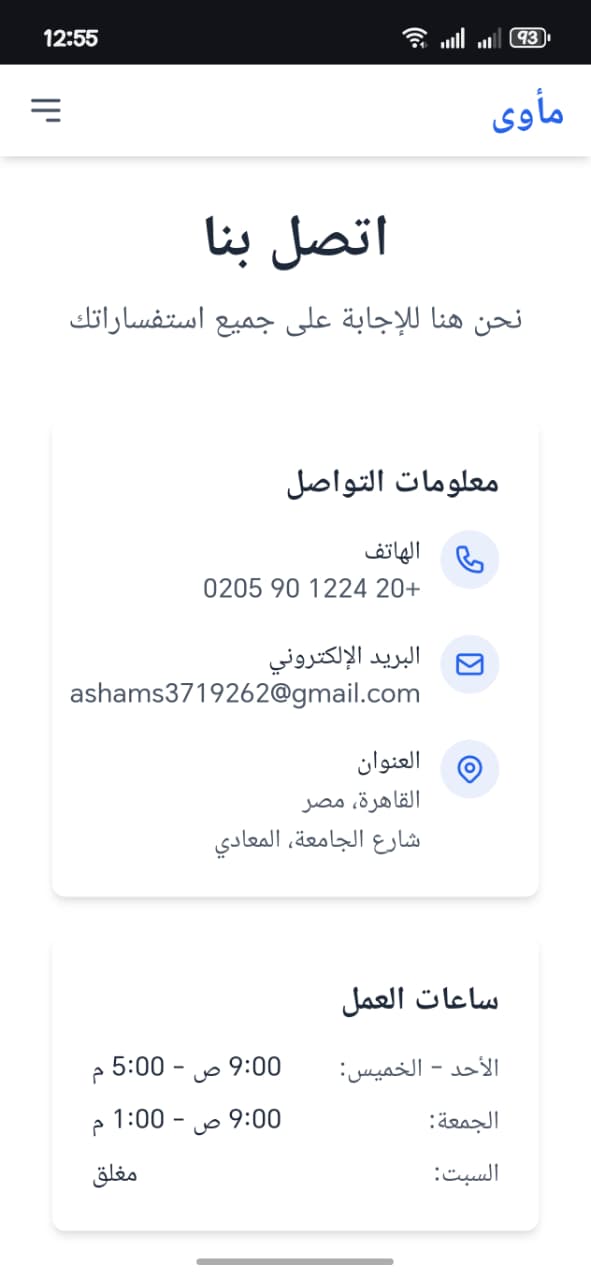 12:55
93
مأوى
اتصل بنا
نحن هنا للإجابة على جميع استفساراتك
معلومات التواصل
الهاتف
0205 90 1224 20+
البريد الإلكتروني
ashams3719262@gmail.com
العنوان
القاهرة، مصر
شارع الجامعة، المعادي
ساعات العمل
الأحد - الخميس: 9:00 ص - 5:00 م
الجمعة: 9:00 ص - 1:00 م
السبت: مغلق